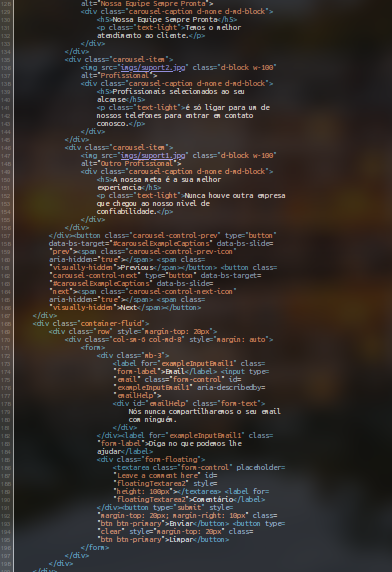 alt="Nossa Equipe Sempre Pronta">
<div class="carousel-caption d-none d-md-block">
<h5>Nossa Equipe Sempre Pronta</h5>
<p class="text-light">Temos o melhor
atendimento ao cliente.</p>
</div>
</div>
<div class="carousel-item">
<img src="imgs/suport2.jpg" class="d-block w-100"
alt="Profissional">
<div class="carousel-caption d-none d-md-block">
<h5>Profissionais selecionados ao seu
alcanse</h5>
<p class="text-light">é só ligar para um de
nossos telefones para entrar em contato
conosco.</p>
</div>
</div>
<div class="carousel-item">
<img src="imgs/suport1.jpg" class="d-block w-100"
alt="Outro Profissional">
<div class="carousel-caption d-none d-md-block">
<h5>A nossa meta é a sua melhor
experiencia</h5>
<p class="text-light">Nunca houve outra empresa
que chegou ao nosso nível de
confiabilidade.</p>
</div>
</div>
</div><button class="carousel-control-prev" type="button"
data-bs-target="#carouselExampleCaptions" data-bs-slide=
"prev"><span class="carousel-control-prev-icon"
aria-hidden="true"></span> <span class=
"visually-hidden">Previous</span></button> <button class=
"carousel-control-next" type="button" data-bs-target=
"#carouselExampleCaptions" data-bs-slide=
"next"><span class="carousel-control-next-icon"
aria-hidden="true"></span> <span class=
"visually-hidden">Next</span></button>
</div>
<div class="container-fluid">
<div class="row" style="margin-top: 20px">
<div class="col-sm-6 col-md-8" style="margin: auto">
<form>
<div class="mb-3">
<label for="exampleInputEmail1" class=
"form-label">Email</label> <input type=
"email" class="form-control" id=
"exampleInputEmail1" aria-describedby=
"emailHelp">
<div id="emailHelp" class="form-text">
Nós nunca compartilharemos o seu email
com ninguém.
</div>
</div><label for="exampleInputEmail1" class=
"form-label">Diga no que podemos lhe
ajudar</label>
<div class="form-floating">
<textarea class="form-control" placeholder=
"Leave a comment here" id=
"floatingTextarea2" style=
"height: 100px"></textarea> <label for=
"floatingTextarea2">Comentário</label>
</div><button type="submit" style=
"margin-top: 20px; margin-right: 10px" class=
"btn btn-primary">Enviar</button> <button type=
"clear" style="margin-top: 20px" class=
"btn btn-primary">Limpar</button>
</form>
</div>
</div>
</div>